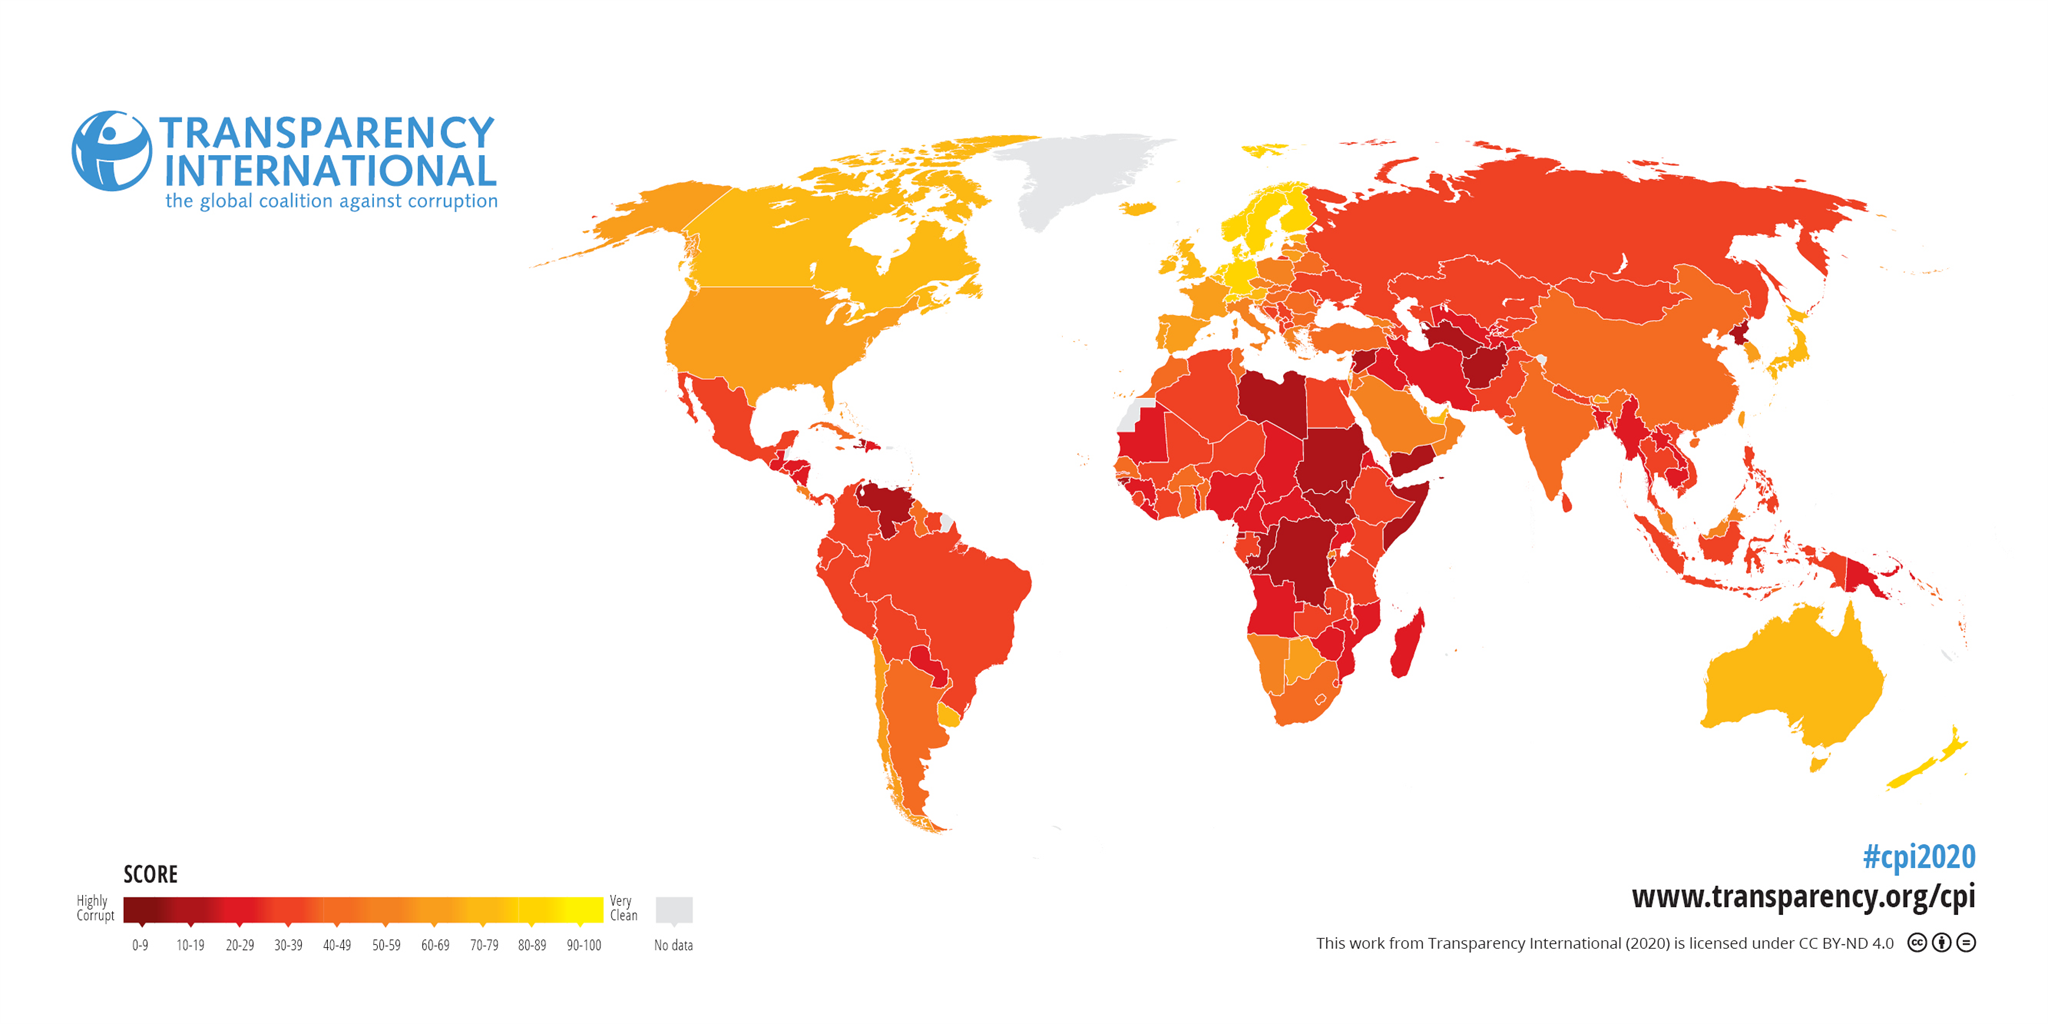 TRANSPARENCY
INTERNATIONAL
the global coalition against corruption
SCORE
Highly
Corrupt
Very
Clean
0-9 10-19 20-29 30-39 40-49 50-59 60-69 70-79 80-89 90-100 No data
#cpi2020
www.transparency.org/cpi
This work from Transparency International (2020) is licensed under CC BY-ND 4.0